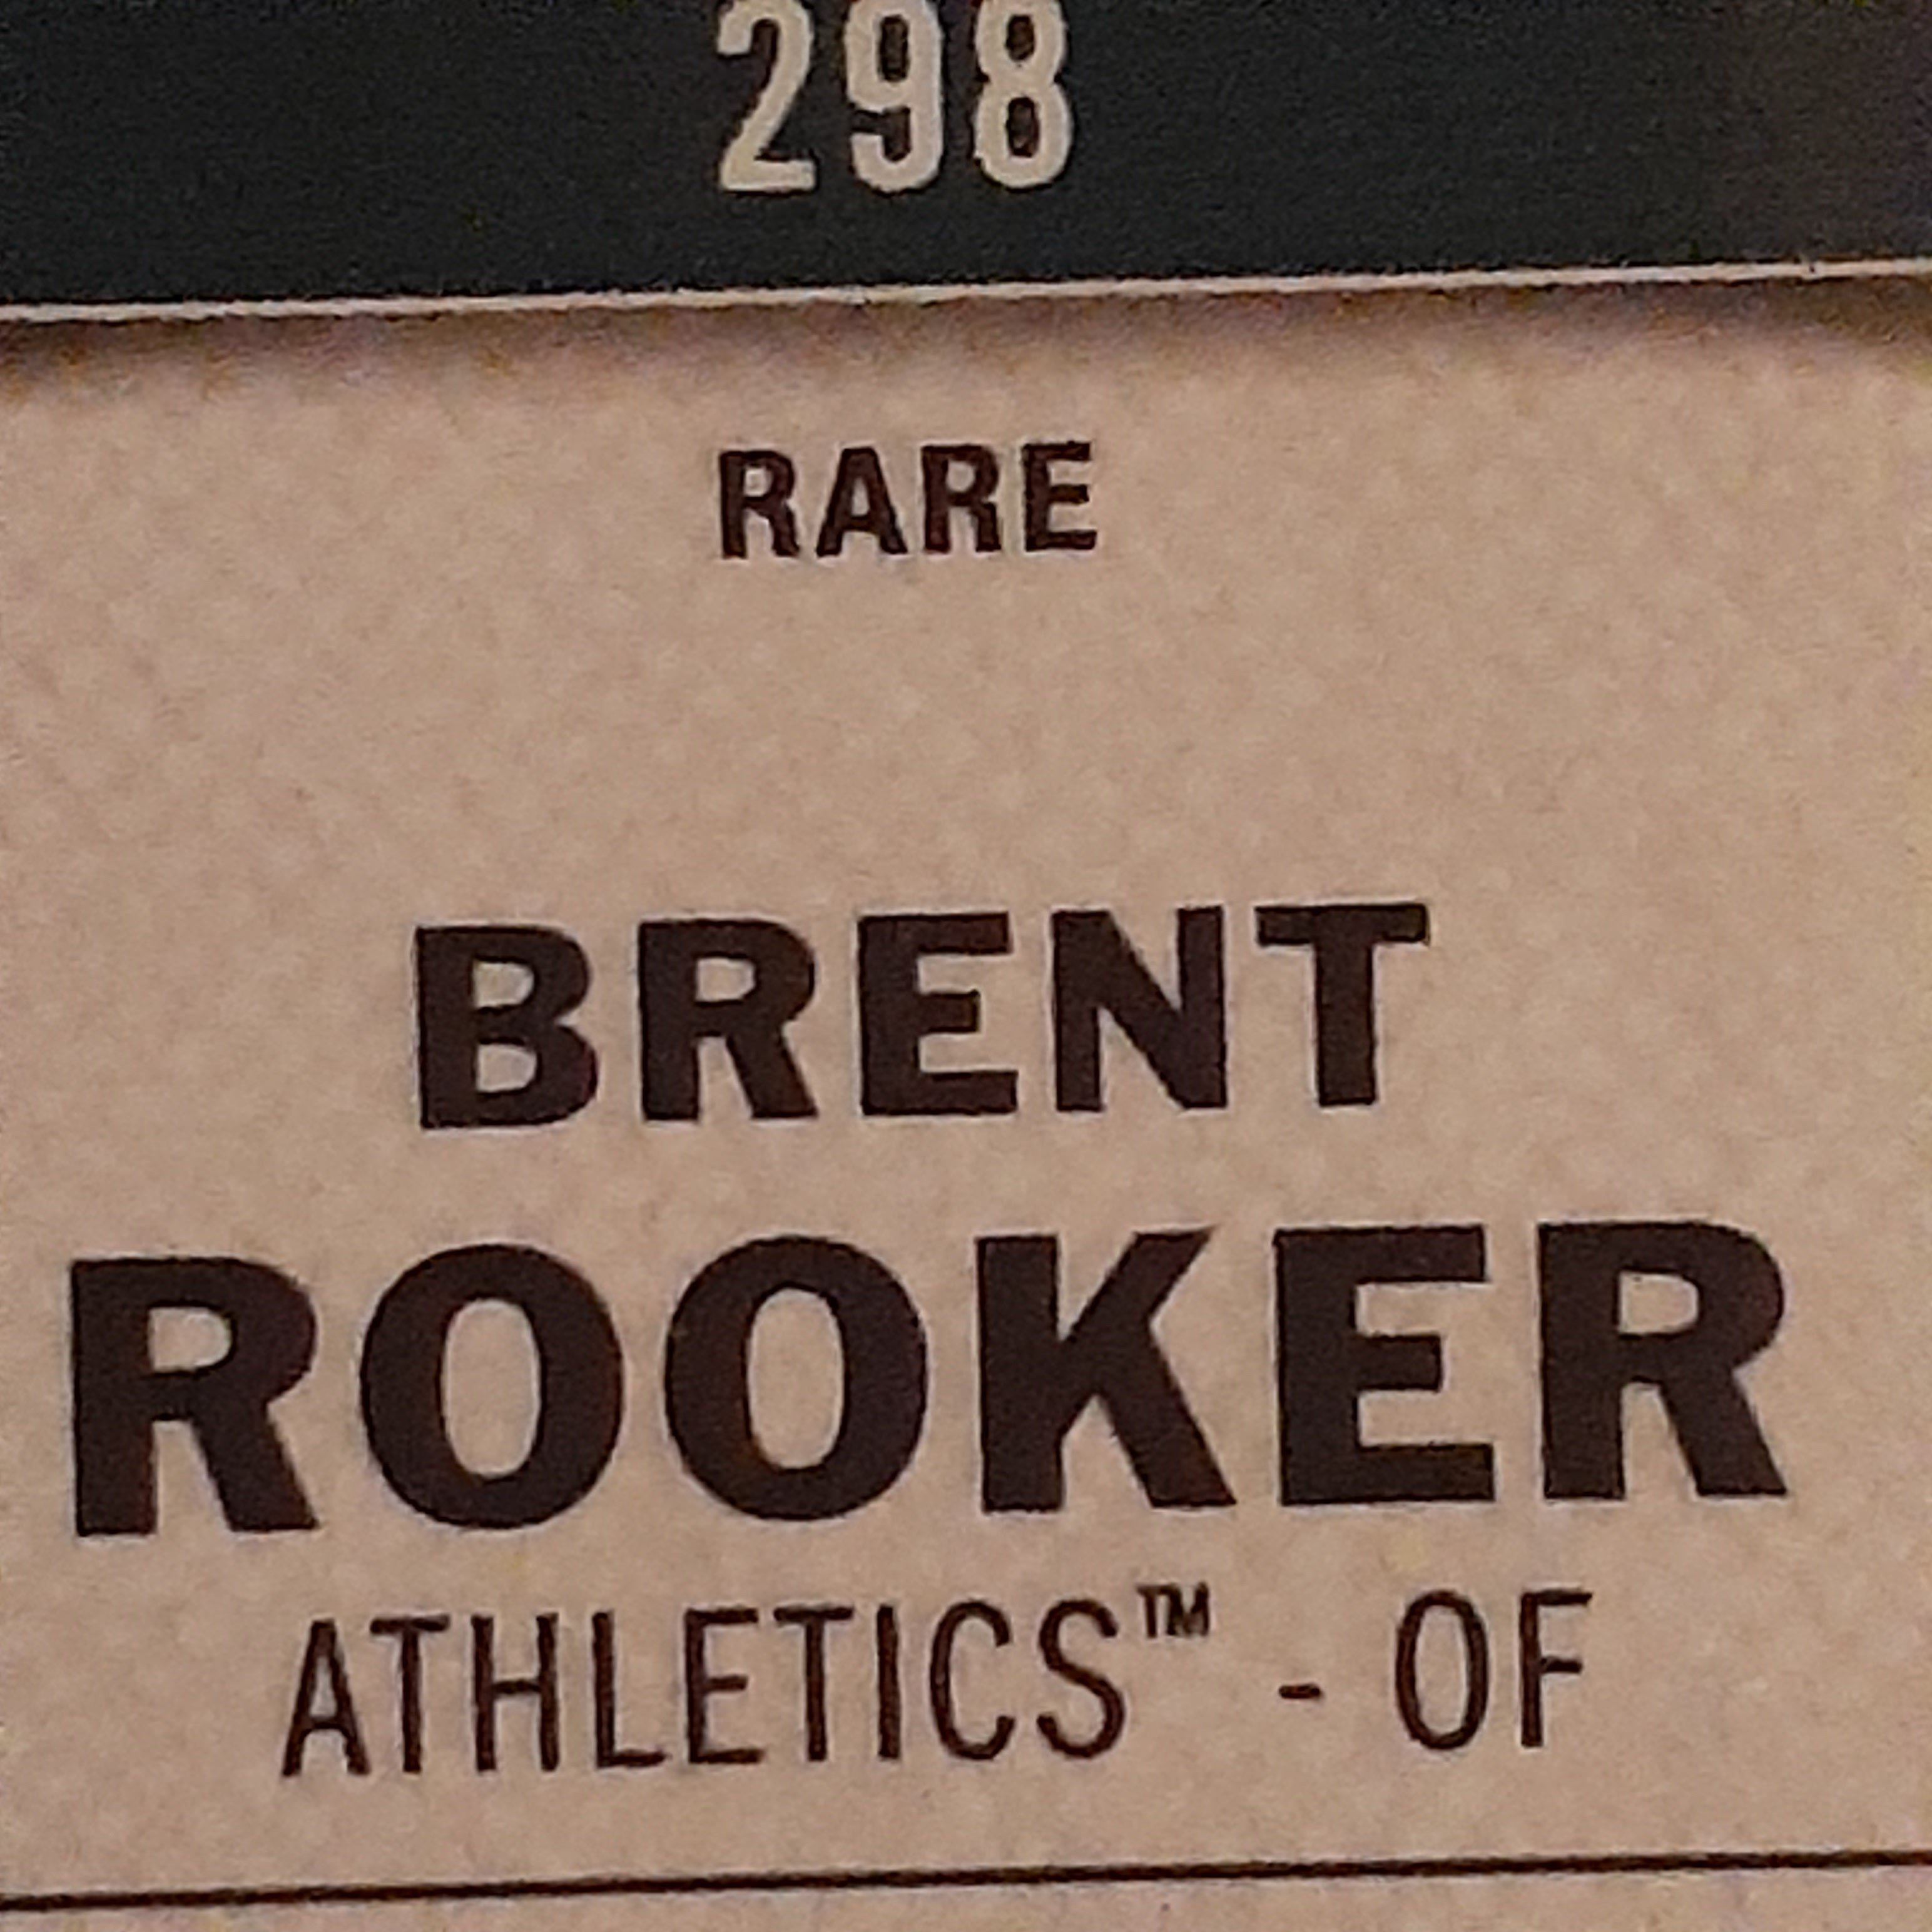 298
RARE
BRENT
ROOKER
ATHLETICS™ - OF